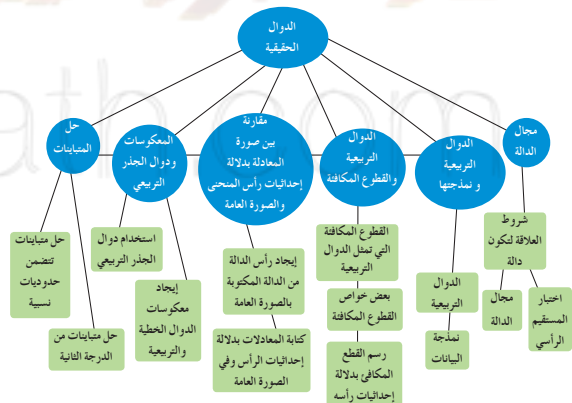 الدوال
الحقيقية
مجال
الدالة
الدوال
التربيعية
و نمذجتها
الدوال
التربيعية
والقطوع المكافئة
مقارنة
بين صورة
المعادلة بدلالة
إحداثيات رأس المنحنى
والصورة العامة
المعكوسات
ودوال الجذر
التربيعي
حل
المتباينات
شروط
العلاقة لتكون
دالة
اختبار
المستقيم
الرأسي
مجال
الدالة
الدوال
التربيعية
نمذجة
البيانات
القطوع المكافئة
التي تمثل الدوال
التربيعية
بعض خواص
القطوع المكافئة
رسم القطع
المكافئ بدلالة
إحداثيات رأسه
إيجاد رأس الدالة
من الدالة المكتوبة
بالصورة العامة
كتابة المعادلات بدلالة
إحداثيات الرأس وفي
الصورة العامة
استخدام دوال
الجذر التربيعي
إيجاد
معكوسات
الدوال الخطية
والتربيعية
حل متباينات
تتضمن
حدوديات
نسبية
حل متباينات من
الدرجة الثانية
ath.com